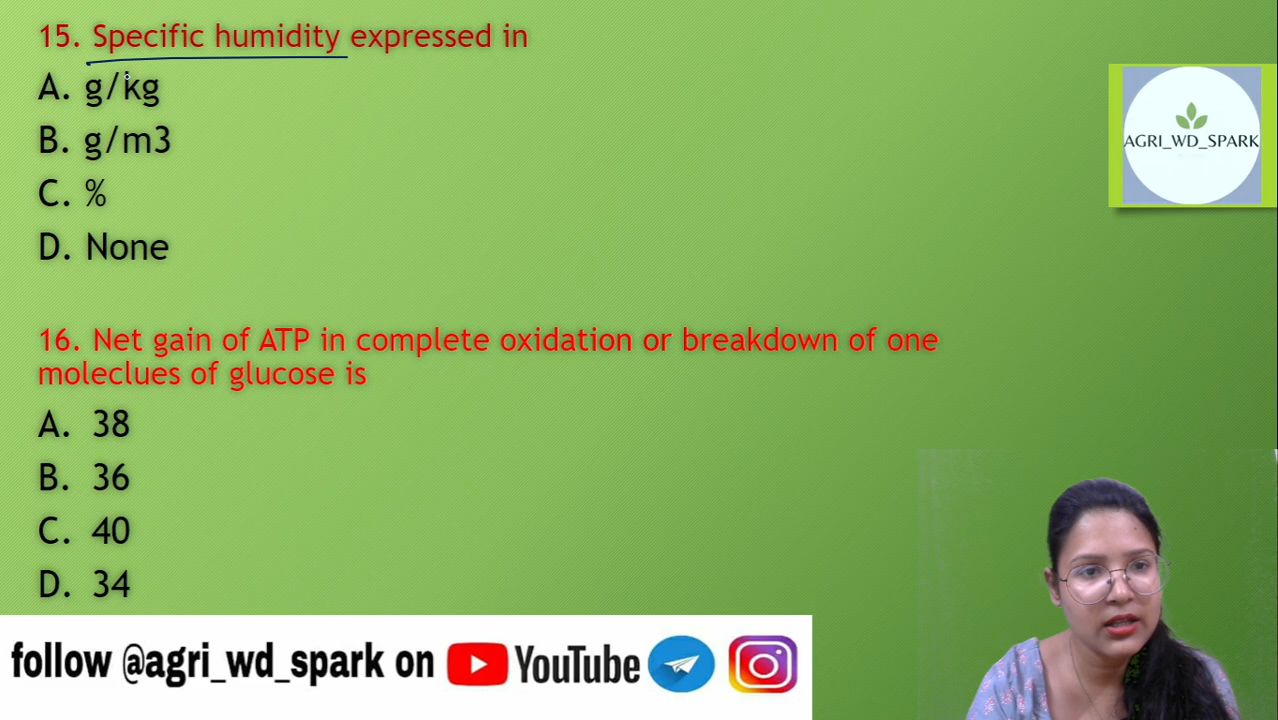 15. Specific humidity expressed in
A. g/kg
B. g/m3
C. %
D. None
AGRI_WD_SPARK
16. Net gain of ATP in complete oxidation or breakdown of one
moleclues of glucose is
A. 38
B. 36
C. 40
D. 34
follow @agri_wd_spark on YouTube